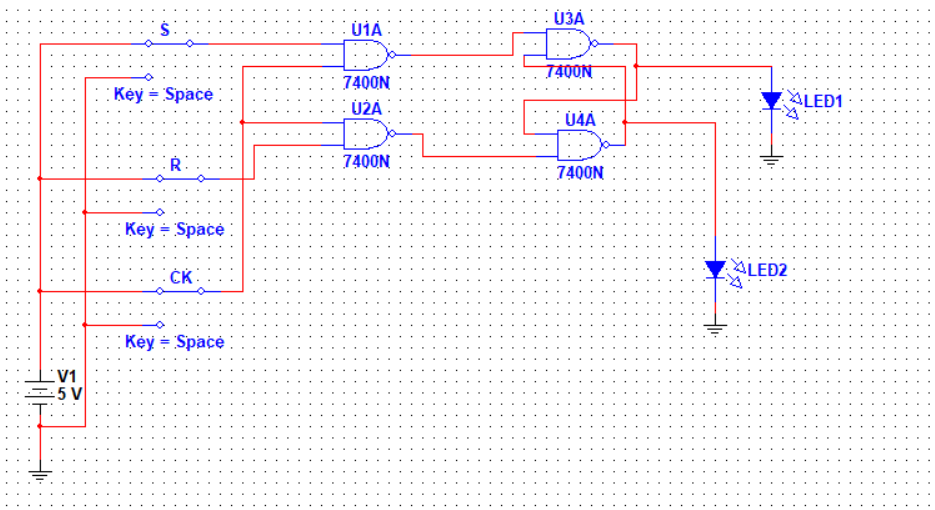 S
Key = Space
R
Key = Space
CK
Key = Space
V1
5 V
U1A
7400N
U2A
7400N
U3A
7400N
U4A
7400N
LED1
LED2